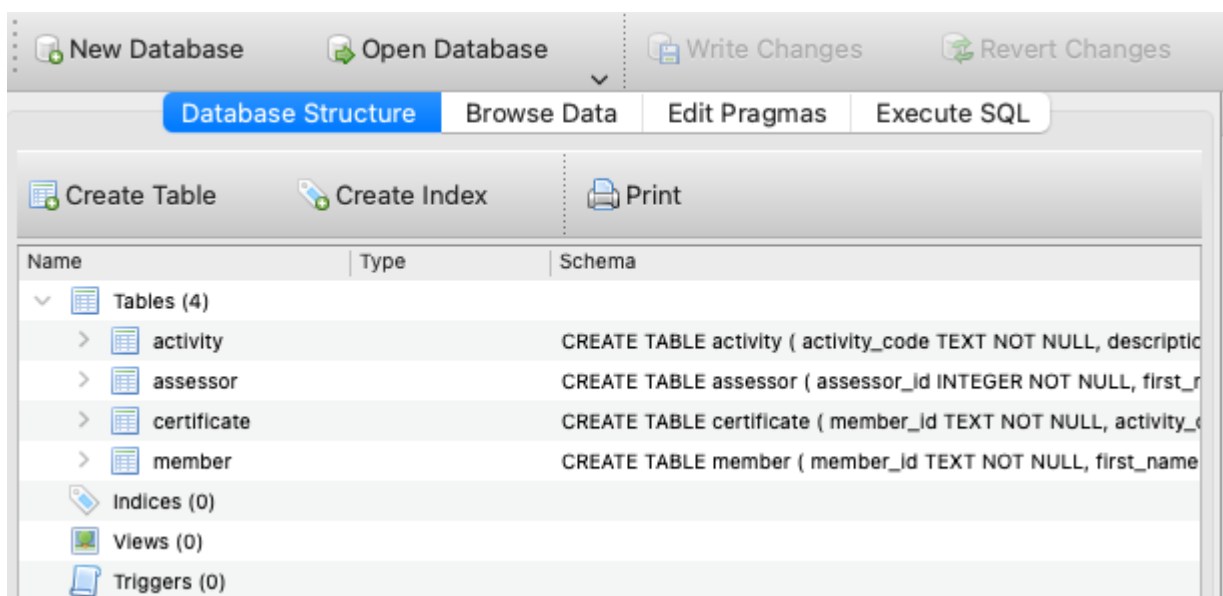 New Database Open Database Write Changes Revert Changes
Database Structure Browse Data Edit Pragmas Execute SQL
Create Table Create Index Print
Name Type Schema
Tables (4)
activity CREATE TABLE activity ( activity_code TEXT NOT NULL, descriptic
assessor CREATE TABLE assessor ( assessor_id INTEGER NOT NULL, first_r
certificate CREATE TABLE certificate ( member_id TEXT NOT NULL, activity_c
member CREATE TABLE member ( member_id TEXT NOT NULL, first_name
Indices (0)
Views (0)
Triggers (0)